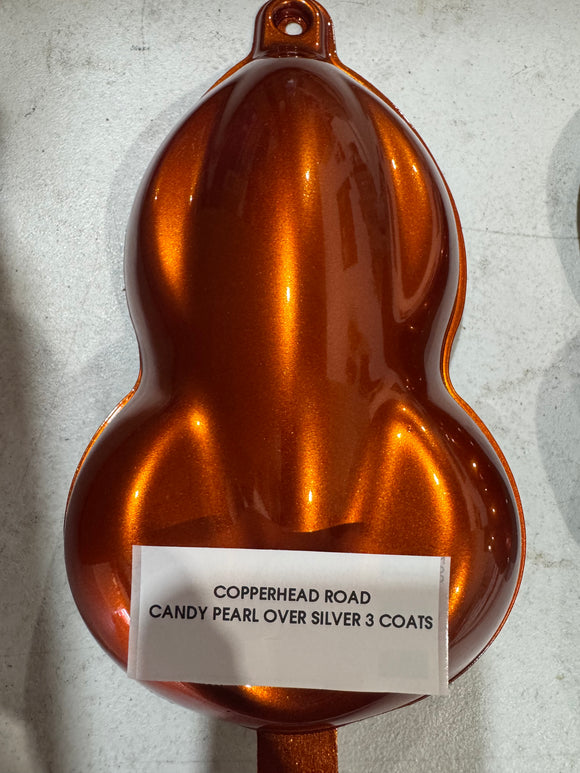 COPPERHEAD ROAD
CANDY PEARL OVER SILVER 3 COATS